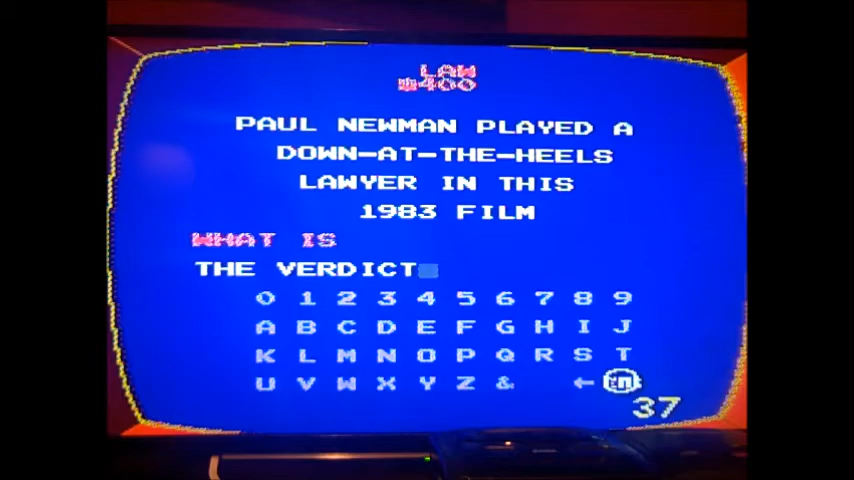 LAW
$400
PAUL NEWMAN PLAYED A
DOWN-AT-THE-HEELS
LAWYER IN THIS
1983 FILM
WHAT IS
THE VERDICT
0 1 2 3 4 5 6 7 8 9
A B C D E F G H I J
K L M N O P Q R S T
U V W X Y Z & ←
37